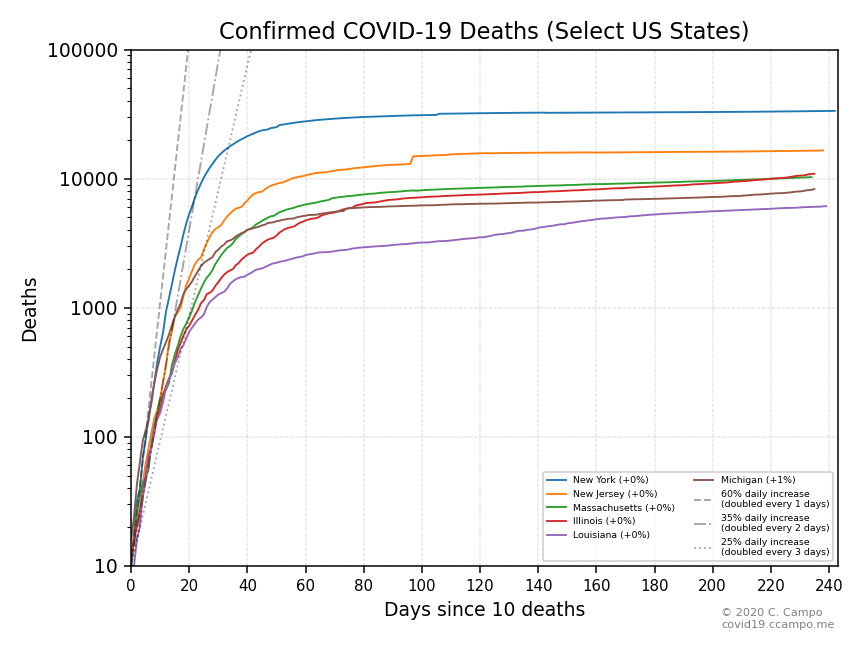 Confirmed COVID-19 Deaths (Select US States)
100000
10000
1000
100
10
Deaths
0 20 40 60 80 100 120 140 160 180 200 220 240
Days since 10 deaths
New York (+0%)
New Jersey (+0%)
Massachusetts (+0%)
Illinois (+0%)
Louisiana (+0%)
Michigan (+1%)
60% daily increase
(doubled every 1 days)
35% daily increase
(doubled every 2 days)
25% daily increase
(doubled every 3 days)
© 2020 C. Campo
covid19.ccampo.me